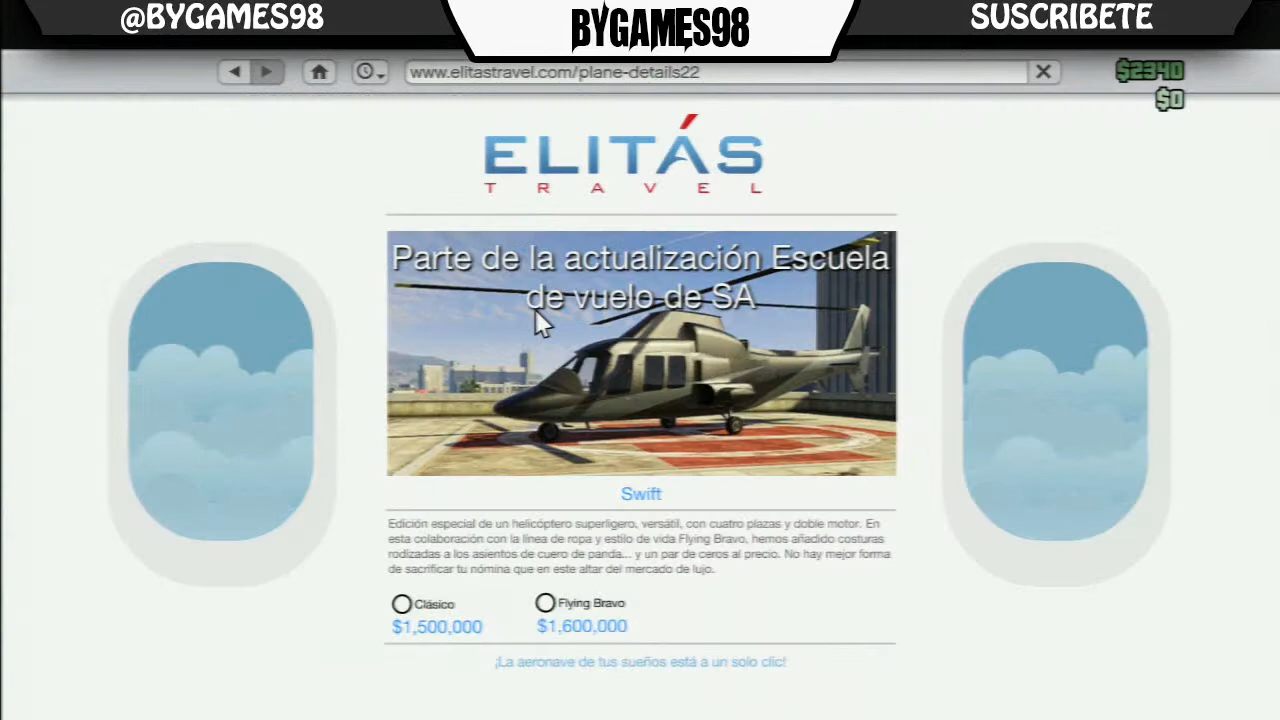 @BYGAMES98
BYGAMES98
SUSCRIBETE
www.elitastravel.com/plane-details22
$2340
$0
ELITÁS
TRAVEL
Parte de la actualización Escuela
de vuelo de SA
Swift
Edición especial de un helicóptero superligero, versátil, con cuatro plazas y doble motor. En
esta colaboración con la línea de ropa y estilo de vida Flying Bravo, hemos añadido costuras
rodizadas a los asientos de cuero de panda... y un par de ceros al precio. No hay mejor forma
de sacrificar tu nómina que en este altar del mercado de lujo.
Clásico
Flying Bravo
$1,500,000
$1,600,000
¡La aeronave de tus sueños está a un solo clic!